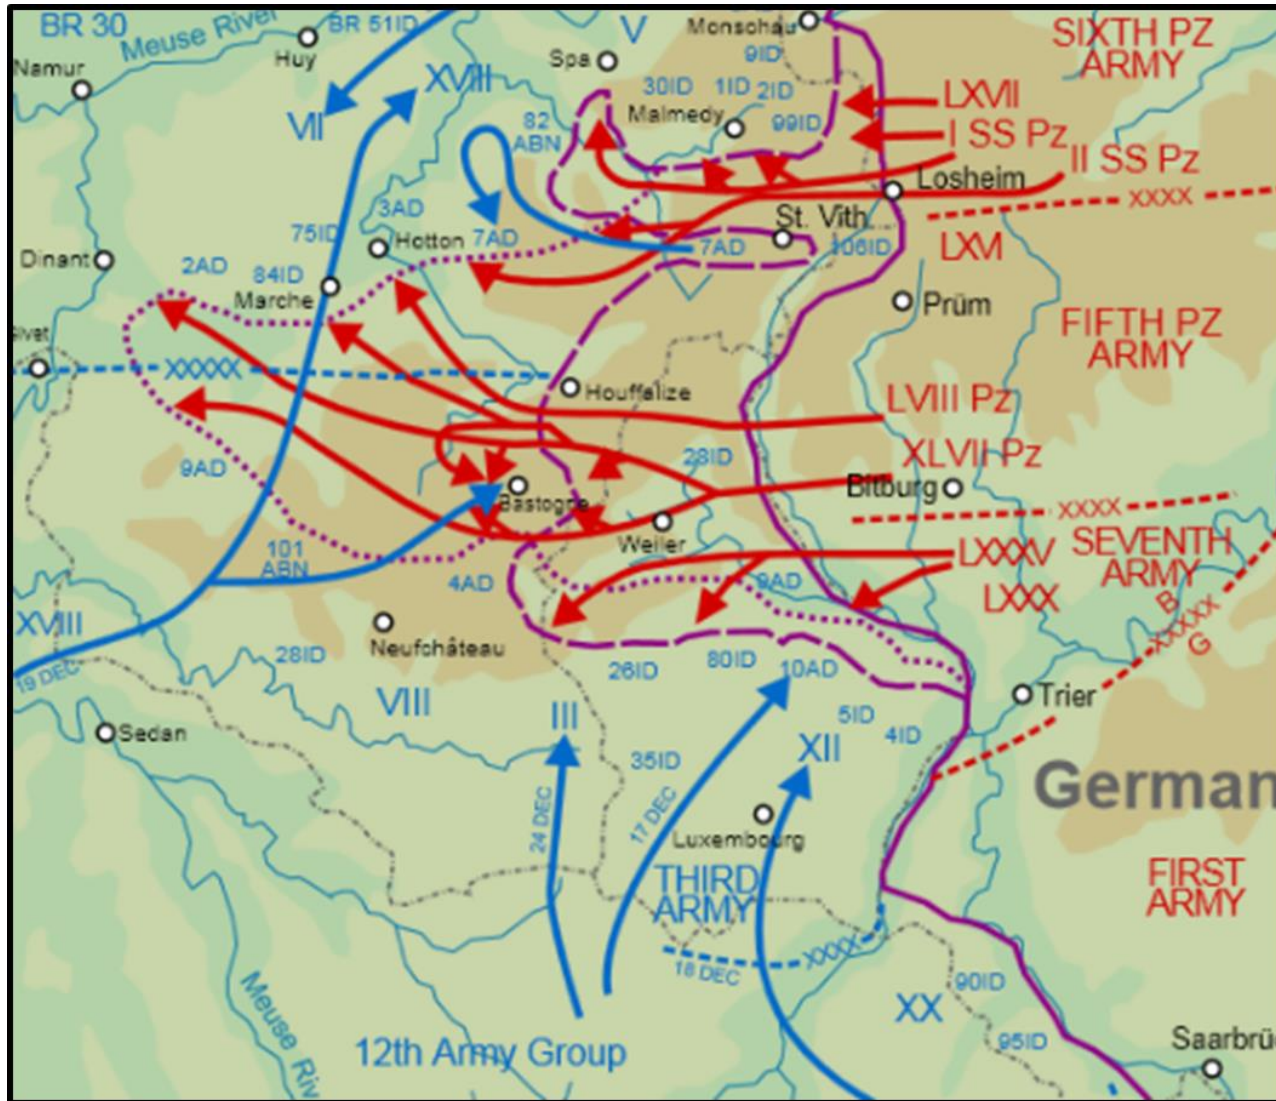 BR 30
BR 51ID
Meuse River
Huy
Namur
V
Monschau
Spa
9ID
SIXTH PZ
ARMY
XVIII
30ID
1ID
2ID
LXVII
Malmedy
99ID
VII
82
ABN
I SS Pz
II SS Pz
Losheim
XXXX
3AD
75ID
Hotton
7AD
St. Vith
7AD
106ID
LXM
Dinant
2AD
84ID
Marche
Prüm
FIFTH PZ
ARMY
ivet
XXXXX
Houffalize
LVIII Pz
28ID
XLVII Pz
9AD
Bastogne
Bitburg
XXXX
Weiler
LXXXV
SEVENTH
ARMY
101
ABN
4AD
9AD
LXXX
B
XXXXX
G
XVIII
19 DEC
Neufchâteau
28ID
26ID
80ID
10AD
Trier
VIII
III
5ID
4ID
Sedan
XII
35ID
German
24 DEC
17 DEC
Luxembourg
THIRD
ARMY
FIRST
ARMY
XXXX
18 DEC
90ID
Meuse Riv
XX
12th Army Group
95ID
Saarbrü